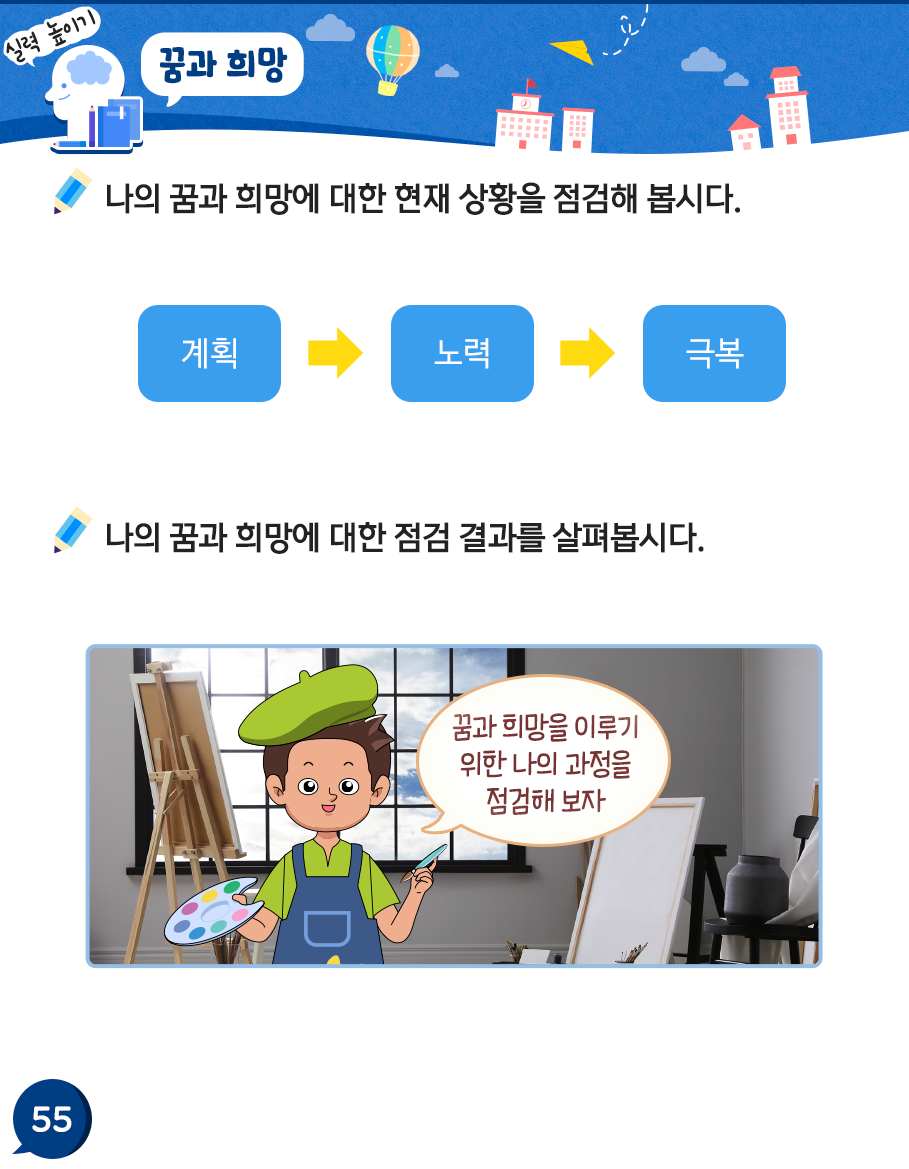 실력 높이기
꿈과 희망
나의 꿈과 희망에 대한 현재 상황을 점검해 봅시다.
계획
노력
극복
나의 꿈과 희망에 대한 점검 결과를 살펴봅시다.
꿈과 희망을 이루기
위한 나의 과정을
점검해 보자
55